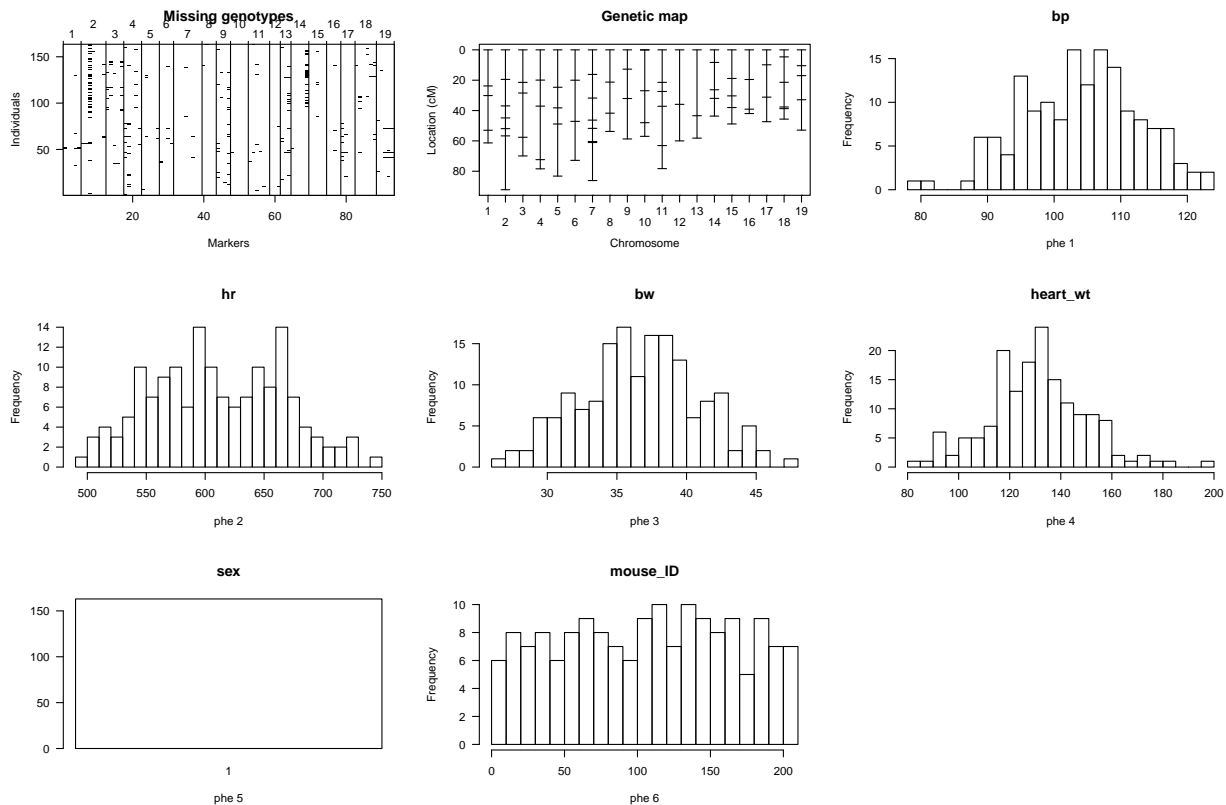 Missing genotypes
1 2 3 4 5 6 7 8 9 10 11 12 13 14 15 16 17 18 19
Individuals
150
100
50
20 40 60 80
Markers
Genetic map
Location (cM)
0
20
40
60
80
1 2 3 4 5 6 7 8 9 10 11 12 13 14 15 16 17 18 19
Chromosome
bp
Frequency
15
10
5
0
80 90 100 110 120
phe 1
hr
Frequency
14
12
10
8
6
4
2
0
500 550 600 650 700 750
phe 2
bw
Frequency
15
10
5
0
30 35 40 45
phe 3
heart_wt
Frequency
20
15
10
5
0
80 100 120 140 160 180 200
phe 4
sex
150
100
50
0
1
phe 5
mouse_ID
Frequency
10
8
6
4
2
0
0 50 100 150 200
phe 6